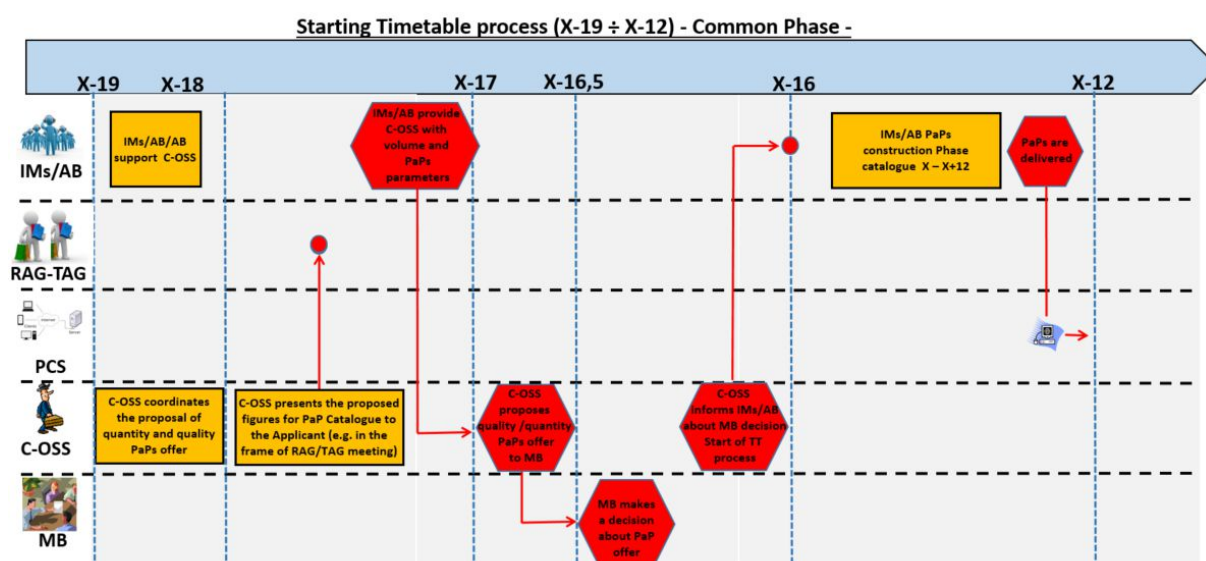 Starting Timetable process (X-19 ÷ X-12) - Common Phase -
X-19
X-18
X-17
X-16,5
X-16
X-12
IMs/AB
IMs/AB/AB
support C-OSS
IMs/AB provide
C-OSS with
volume and
PaPs
parameters
IMs/AB PaPs
construction Phase
catalogue X – X+12
PaPs are
delivered
RAG-TAG
PCS
C-OSS
C-OSS coordinates
the proposal of
quantity and quality
PaPs offer
C-OSS presents the proposed
figures for PaP Catalogue to
the Applicant (e.g. in the
frame of RAG/TAG meeting)
C-OSS
proposes
quality /quantity
PaPs offer
to MB
C-OSS
informs IMs/AB
about MB decision
Start of TT
process
MB
MB makes
a decision
about PaP
offer